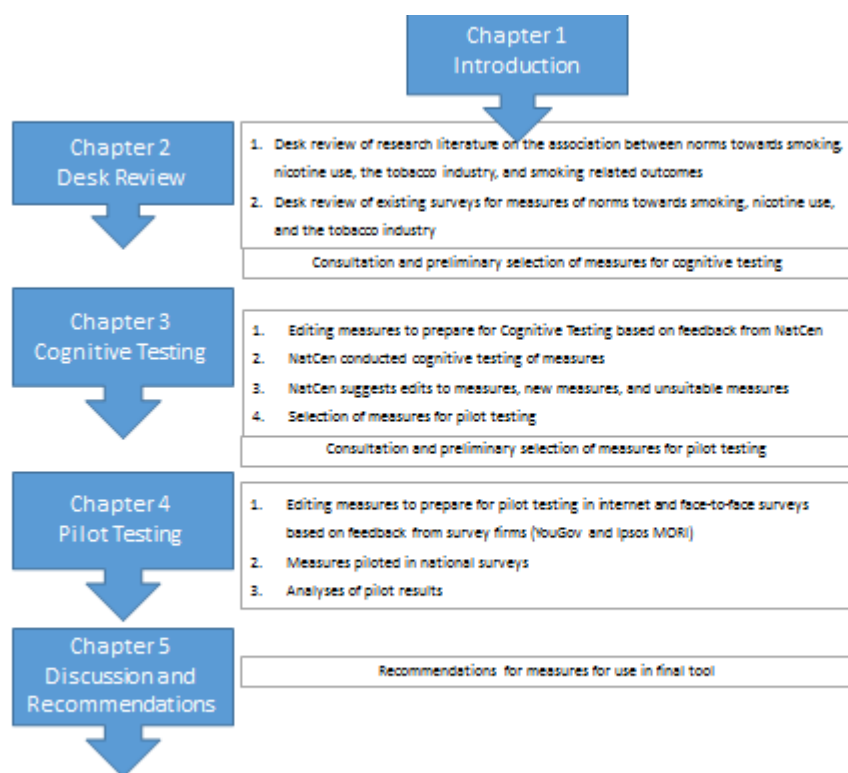 Chapter 1
Introduction
Chapter 2
Desk Review
1. Desk review of research literature on the association between norms towards smoking,
nicotine use, the tobacco industry, and smoking related outcomes
2. Desk review of existing surveys for measures of norms towards smoking, nicotine use,
and the tobacco industry
Consultation and preliminary selection of measures for cognitive testing
Chapter 3
Cognitive Testing
1. Editing measures to prepare for Cognitive Testing based on feedback from NatCen
2. NatCen conducted cognitive testing of measures
3. NatCen suggests edits to measures, new measures, and unsuitable measures
4. Selection of measures for pilot testing
Consultation and preliminary selection of measures for pilot testing
Chapter 4
Pilot Testing
1. Editing measures to prepare for pilot testing in internet and face-to-face surveys
based on feedback from survey firms (YouGov and Ipsos MORI)
2. Measures piloted in national surveys
3. Analyses of pilot results
Chapter 5
Discussion and
Recommendations
Recommendations for measures for use in final tool